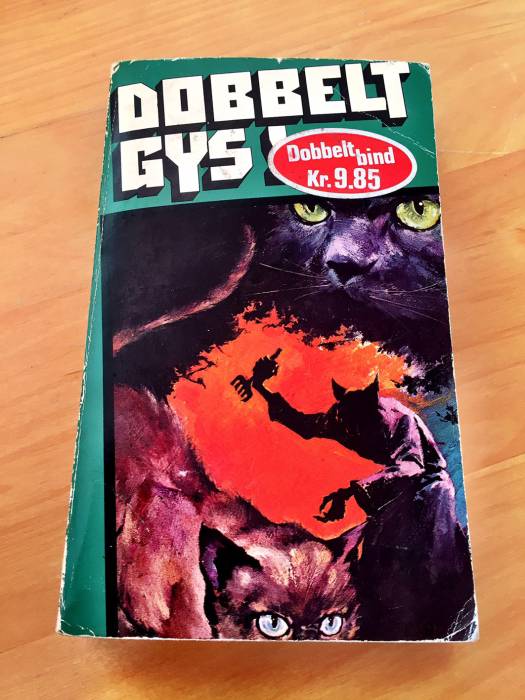 DOBBELT
GYS!
Dobbelt bind
Kr. 9.85